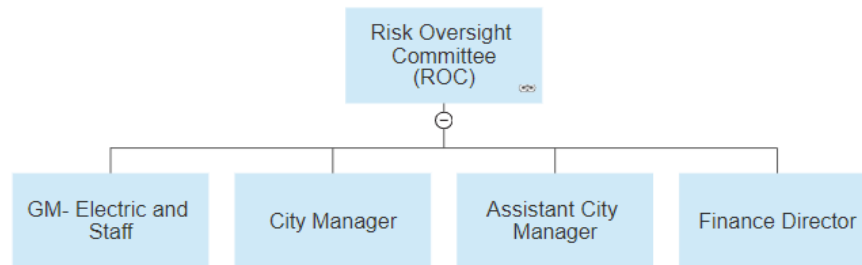 Risk Oversight
Committee
(ROC)
GM- Electric and
Staff
City Manager
Assistant City
Manager
Finance Director